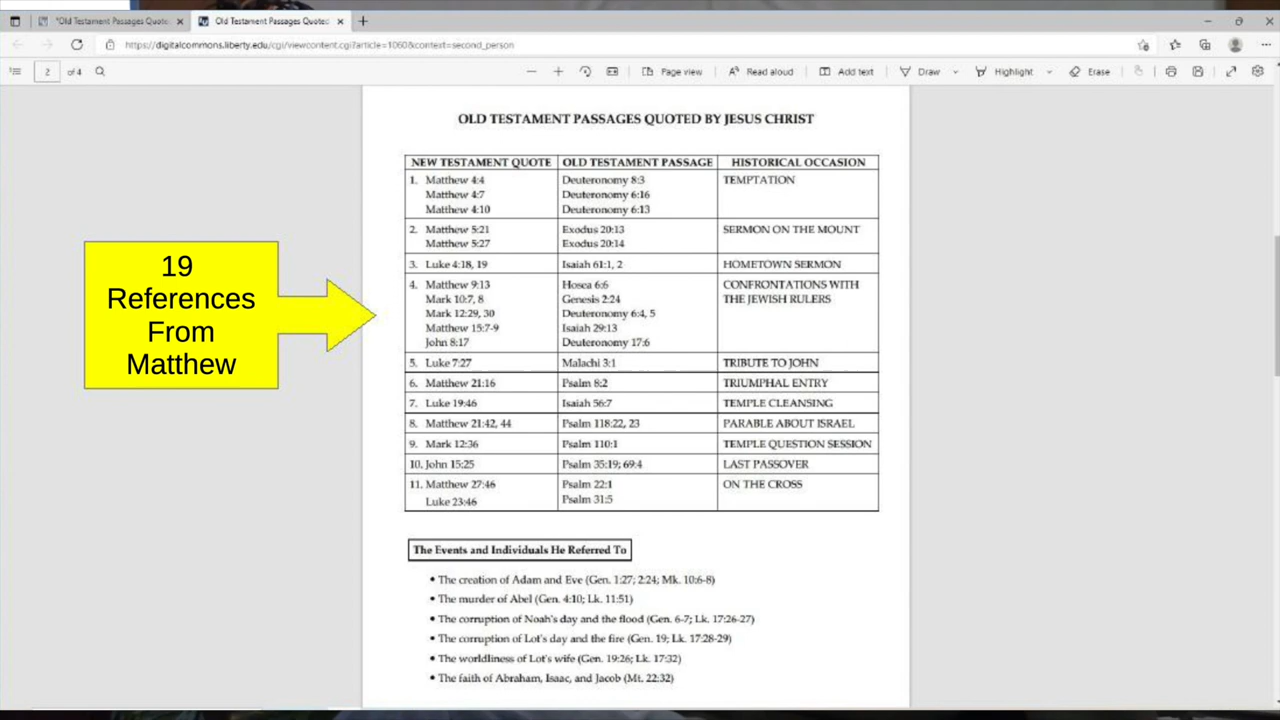 *Old Testament Passages Quote
Old Testament Passages Quoted
https://digitalcommons.liberty.edu/cgi/viewcontent.cgi?article=1060&context=second_person
2 of 4 Page view Read aloud Add text Draw Highlight Erase
OLD TESTAMENT PASSAGES QUOTED BY JESUS CHRIST
NEW TESTAMENT QUOTE OLD TESTAMENT PASSAGE HISTORICAL OCCASION
1. Matthew 4:4 Deuteronomy 8:3 TEMPTATION
Matthew 4:7 Deuteronomy 6:16
Matthew 4:10 Deuteronomy 6:13
2. Matthew 5:21 Exodus 20:13 SERMON ON THE MOUNT
Matthew 5:27 Exodus 20:14
3. Luke 4:18, 19 Isaiah 61:1, 2 HOMETOWN SERMON
4. Matthew 9:13 Hosea 6:6 CONFRONTATIONS WITH
Mark 10:7, 8 Genesis 2:24 THE JEWISH RULERS
Mark 12:29, 30 Deuteronomy 6:4, 5
Matthew 15:7-9 Isaiah 29:13
John 8:17 Deuteronomy 17:6
5. Luke 7:27 Malachi 3:1 TRIBUTE TO JOHN
6. Matthew 21:16 Psalm 8:2 TRIUMPHAL ENTRY
7. Luke 19:46 Isaiah 56:7 TEMPLE CLEANSING
8. Matthew 21:42, 44 Psalm 118:22, 23 PARABLE ABOUT ISRAEL
9. Mark 12:36 Psalm 110:1 TEMPLE QUESTION SESSION
10. John 15:25 Psalm 35:19; 69:4 LAST PASSOVER
11. Matthew 27:46 Psalm 22:1 ON THE CROSS
Luke 23:46 Psalm 31:5
19
References
From
Matthew
The Events and Individuals He Referred To
• The creation of Adam and Eve (Gen. 1:27; 2:24; Mk. 10:6-8)
• The murder of Abel (Gen. 4:10; Lk. 11:51)
• The corruption of Noah's day and the flood (Gen. 6-7; Lk. 17:26-27)
• The corruption of Lot's day and the fire (Gen. 19; Lk. 17:28-29)
• The worldliness of Lot's wife (Gen. 19:26; Lk. 17:32)
• The faith of Abraham, Isaac, and Jacob (Mt. 22:32)